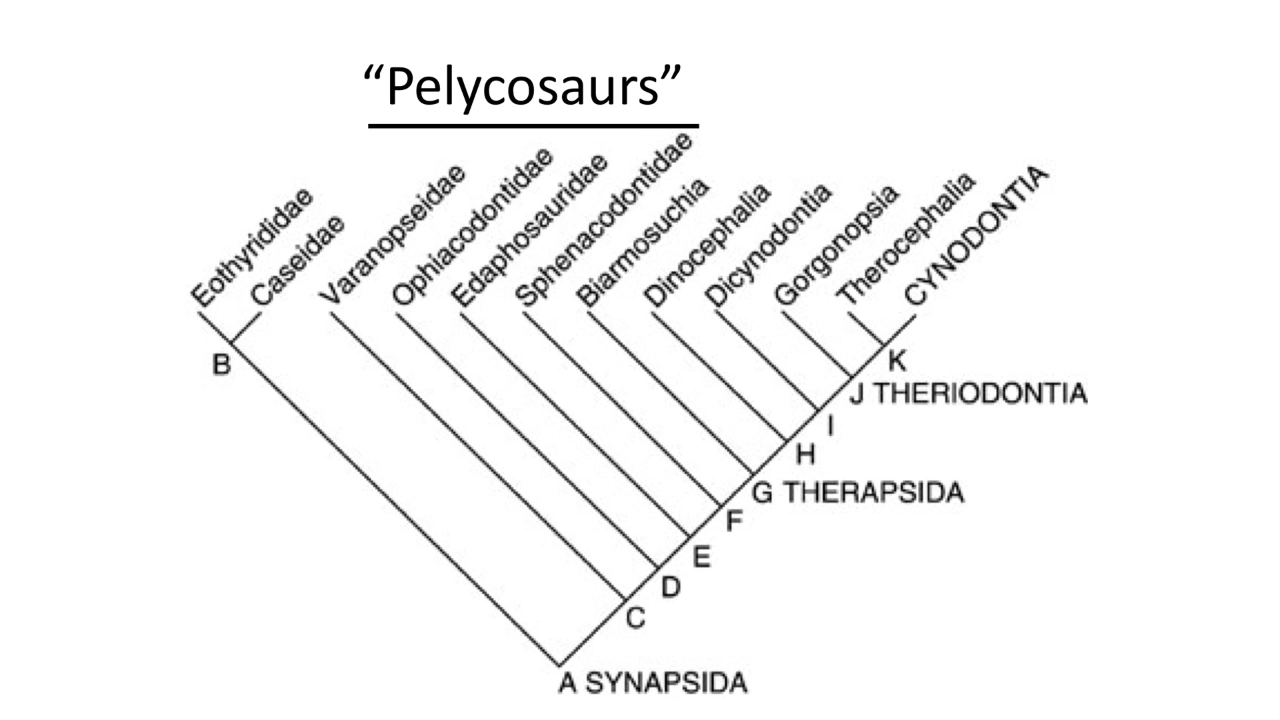 “Pelycosaurs”
Eothyrididae
Caseidae
Varanopseidae
Ophiacodontidae
Edaphosauridae
Sphenacodontidae
Biarmosuchia
Dinocephalia
Dicynodontia
Gorgonopsia
Therocephalia
CYNODONTIA
B
K
J THERIODONTIA
I
H
G THERAPSIDA
F
E
D
C
A SYNAPSIDA